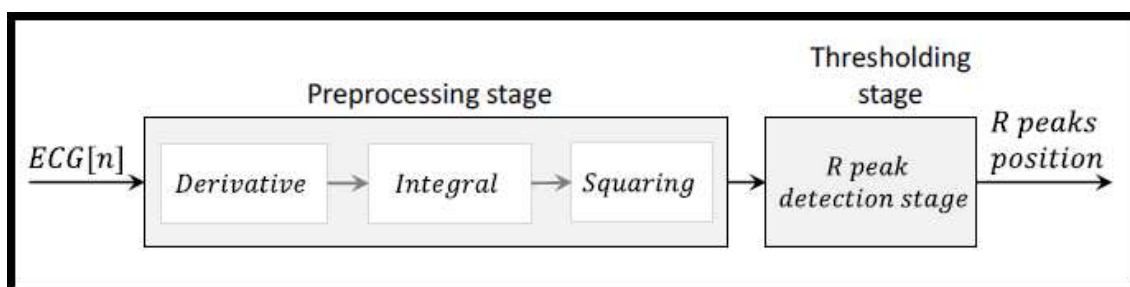 Preprocessing stage
Thresholding
stage
ECG[n]
Derivative
Integral
Squaring
R peak
detection stage
R peaks
position